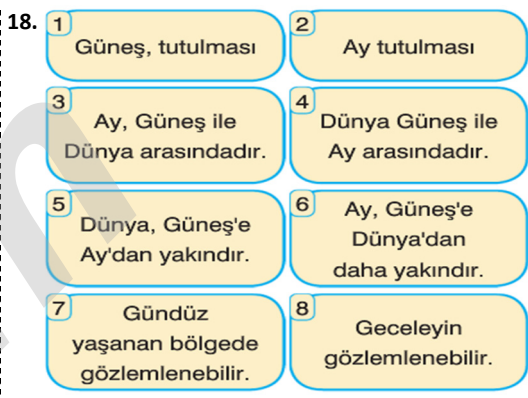 18.
1
Güneş, tutulması
2
Ay tutulması
3
Ay, Güneş ile
Dünya arasındadır.
4
Dünya Güneş ile
Ay arasındadır.
5
Dünya, Güneş'e
Ay'dan yakındır.
6
Ay, Güneş'e
Dünya'dan
daha yakındır.
7
Gündüz
yaşanan bölgede
gözlemlenebilir.
8
Geceleyin
gözlemlenebilir.